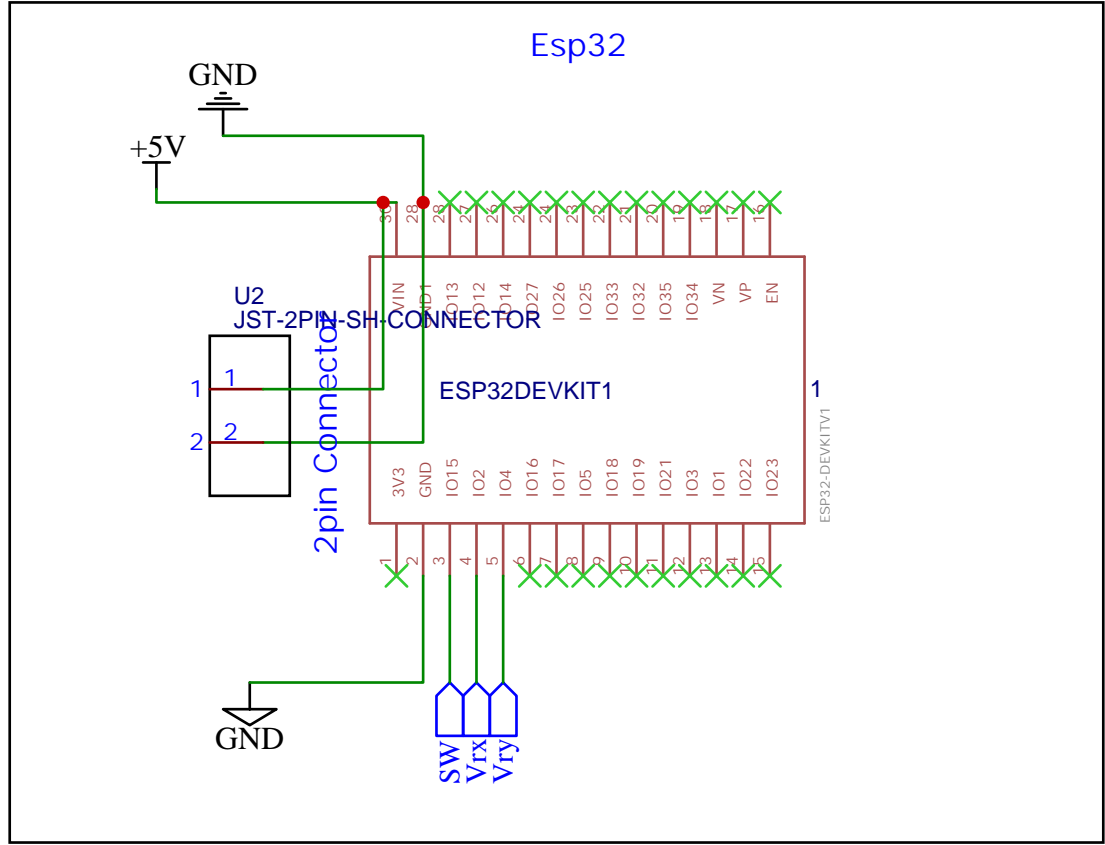 Esp32
GND
+5V
30 28 28 27 26 24 24 23 22 21 20 19 18 17 16
VIN GND1 IO13 IO12 IO14 IO27 IO26 IO25 IO33 IO32 IO35 IO34 VN VP EN
U2
JST-2PIN-SH-CONNECTOR
1 1
2 2
2pin Connector
ESP32DEVKIT1
1
ESP32-DEVKITV1
3V3 GND IO15 IO2 IO4 IO16 IO17 IO5 IO18 IO19 IO21 IO3 IO1 IO22 IO23
1 2 3 4 5 6 7 8 9 10 11 12 13 14 15
GND
SW
Vrx
Vry